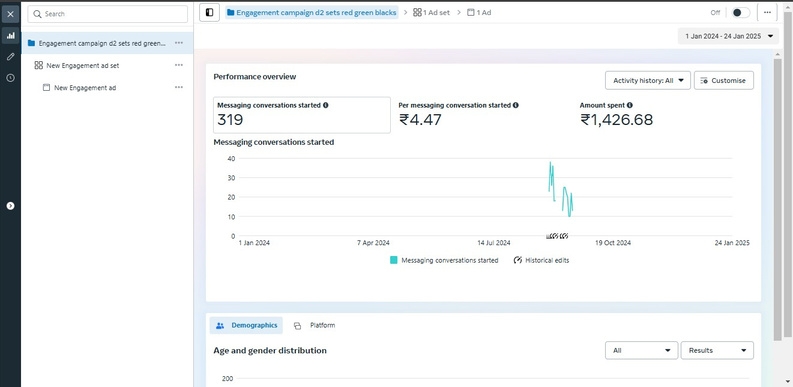 Search
Engagement campaign d2 sets red green blacks > 1 Ad set > 1 Ad
Off
Engagement campaign d2 sets red green...
New Engagement ad set
New Engagement ad
1 Jan 2024 - 24 Jan 2025
Performance overview
Activity history: All
Customise
Messaging conversations started
319
Per messaging conversation started
₹4.47
Amount spent
₹1,426.68
Messaging conversations started
40
30
20
10
0
1 Jan 2024
7 Apr 2024
14 Jul 2024
19 Oct 2024
24 Jan 2025
Messaging conversations started
Historical edits
Demographics
Platform
Age and gender distribution
All
Results
200